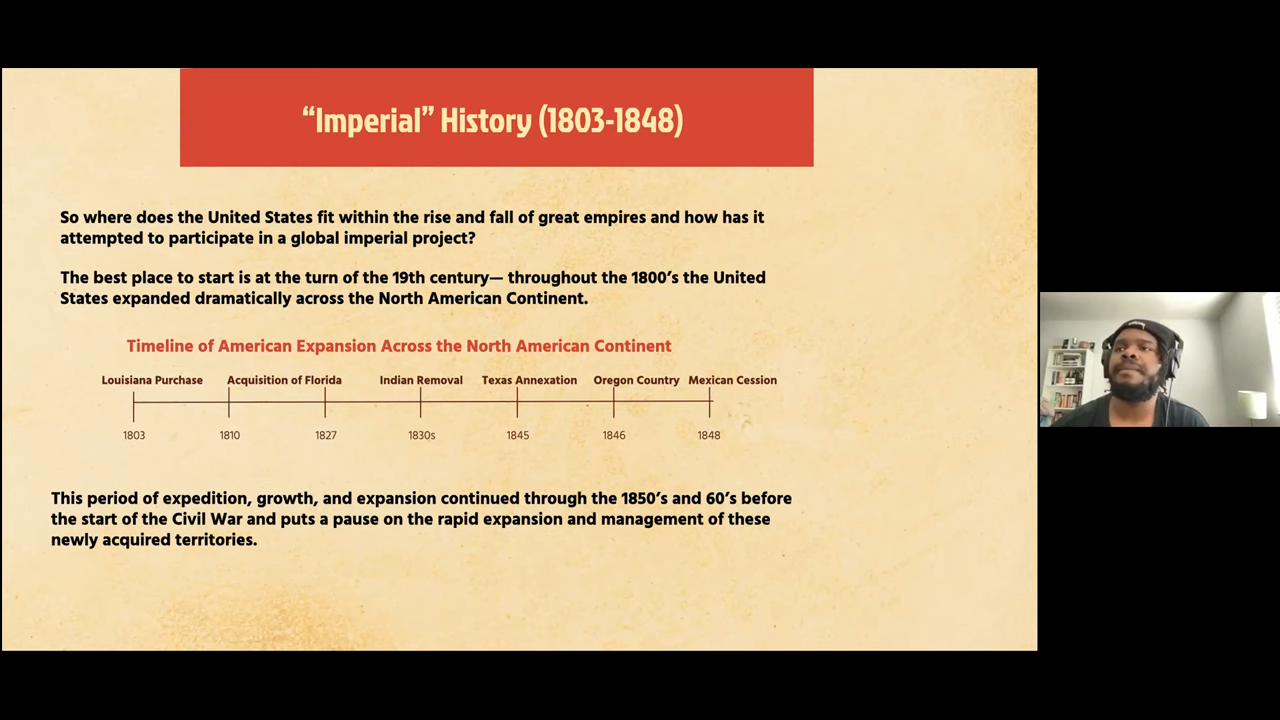 “Imperial” History (1803-1848)
So where does the United States fit within the rise and fall of great empires and how has it
attempted to participate in a global imperial project?
The best place to start is at the turn of the 19th century— throughout the 1800’s the United
States expanded dramatically across the North American Continent.
Timeline of American Expansion Across the North American Continent
Louisiana Purchase Acquisition of Florida Indian Removal Texas Annexation Oregon Country Mexican Cession
1803 1810 1827 1830s 1845 1846 1848
This period of expedition, growth, and expansion continued through the 1850’s and 60’s before
the start of the Civil War and puts a pause on the rapid expansion and management of these
newly acquired territories.